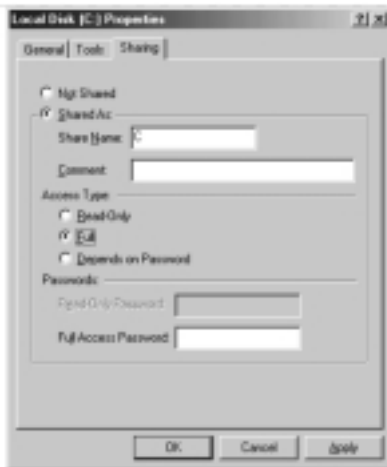 Local Disk (C:) Properties ? x
General Tools Sharing
Not Shared
Shared As:
Share Name: C
Comment:
Access Type:
Read-Only
Full
Depends on Password
Passwords:
Read-Only Password:
Full Access Password:
OK Cancel Apply